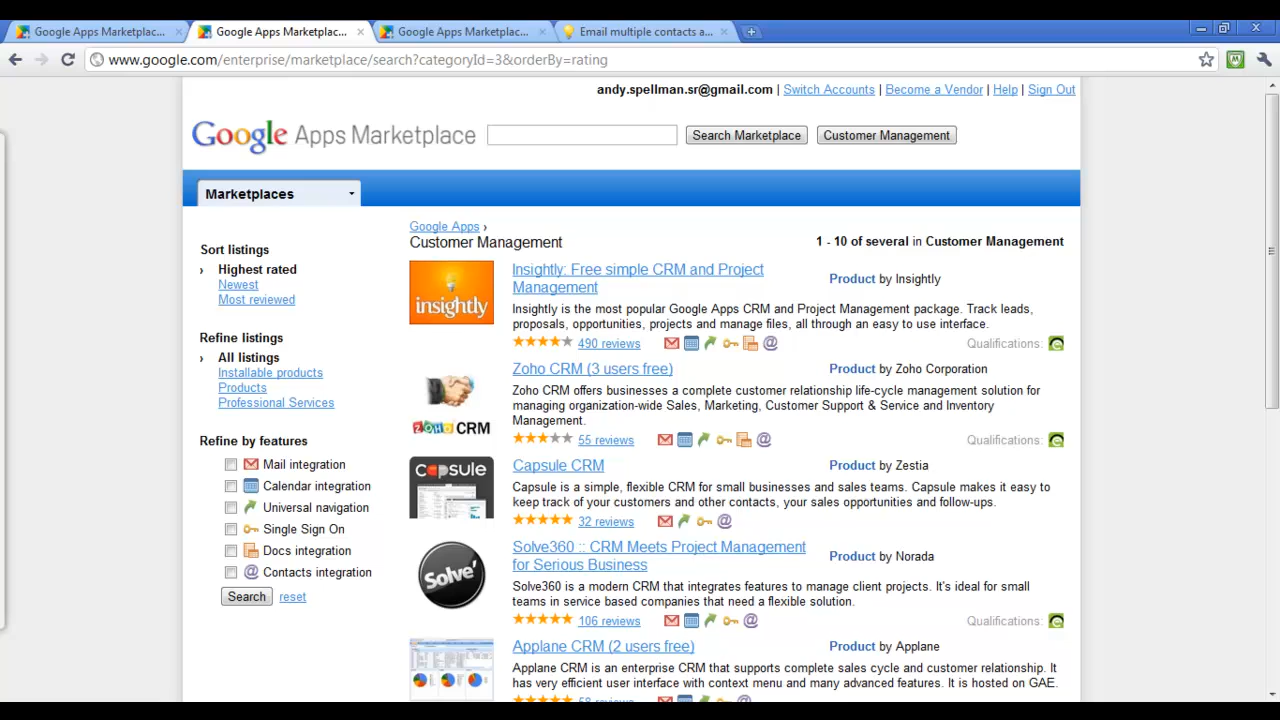 Google Apps Marketplac...
Google Apps Marketplac...
Google Apps Marketplac...
Email multiple contacts a...
www.google.com/enterprise/marketplace/search?categoryId=3&orderBy=rating
andy.spellman.sr@gmail.com | Switch Accounts | Become a Vendor | Help | Sign Out
Google Apps Marketplace
Search Marketplace
Customer Management
Marketplaces
Sort listings
› Highest rated
Newest
Most reviewed
Refine listings
› All listings
Installable products
Products
Professional Services
Refine by features
Mail integration
Calendar integration
Universal navigation
Single Sign On
Docs integration
@ Contacts integration
Search reset
Google Apps ›
Customer Management
1 - 10 of several in Customer Management
insightly
Insightly: Free simple CRM and Project
Management
Product by Insightly
Insightly is the most popular Google Apps CRM and Project Management package. Track leads,
proposals, opportunities, projects and manage files, all through an easy to use interface.
490 reviews @ Qualifications:
ZOHO CRM
Zoho CRM (3 users free)
Product by Zoho Corporation
Zoho CRM offers businesses a complete customer relationship life-cycle management solution for
managing organization-wide Sales, Marketing, Customer Support & Service and Inventory
Management.
55 reviews @ Qualifications:
Capsule
Capsule CRM
Product by Zestia
Capsule is a simple, flexible CRM for small businesses and sales teams. Capsule makes it easy to
keep track of your customers and other contacts, your sales opportunities and follow-ups.
32 reviews @
Solve'
Solve360 :: CRM Meets Project Management
for Serious Business
Product by Norada
Solve360 is a modern CRM that integrates features to manage client projects. It's ideal for small
teams in service based companies that need a flexible solution.
106 reviews @ Qualifications:
Applane CRM (2 users free)
Product by Applane
Applane CRM is an enterprise CRM that supports complete sales cycle and customer relationship. It
has very efficient user interface with context menu and many advanced features. It is hosted on GAE.
58 reviews